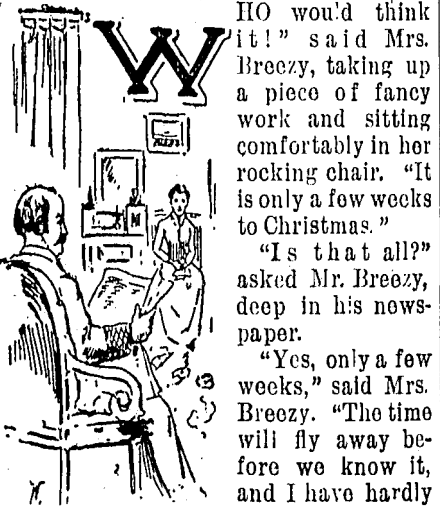 WHO would think
it!" said Mrs.
Breezy, taking up
a piece of fancy
work and sitting
comfortably in her
rocking chair. "It
is only a few weeks
to Christmas."
"Is that all?"
asked Mr. Breezy,
deep in his news-
paper.
"Yes, only a few
weeks," said Mrs.
Breezy. "The time
will fly away be-
fore we know it,
and I have hardly